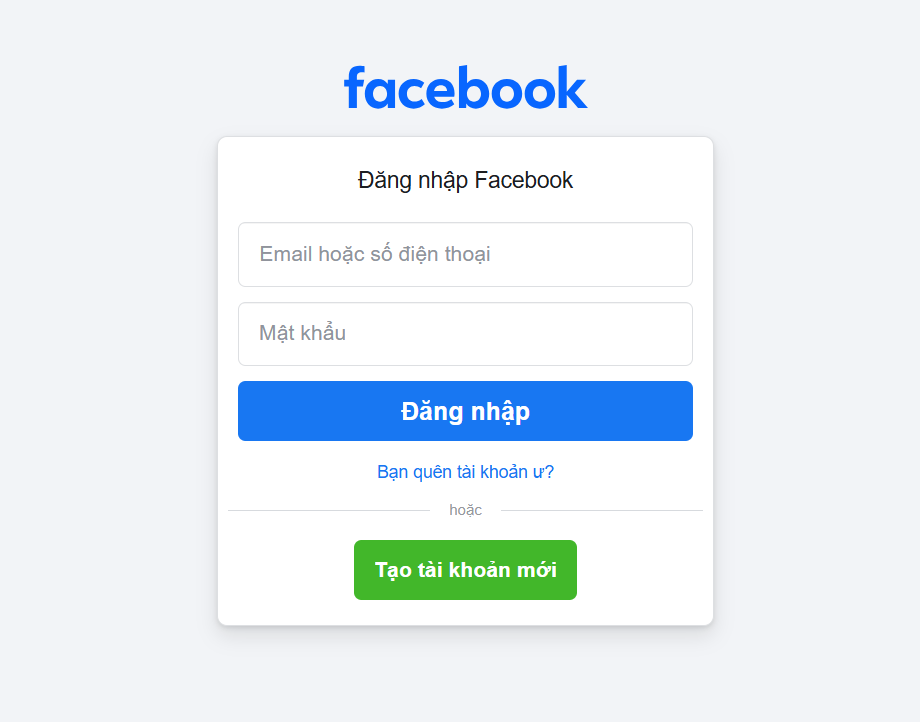 facebook
Đăng nhập Facebook
Email hoặc số điện thoại
Mật khẩu
Đăng nhập
Bạn quên tài khoản ư?
hoặc
Tạo tài khoản mới